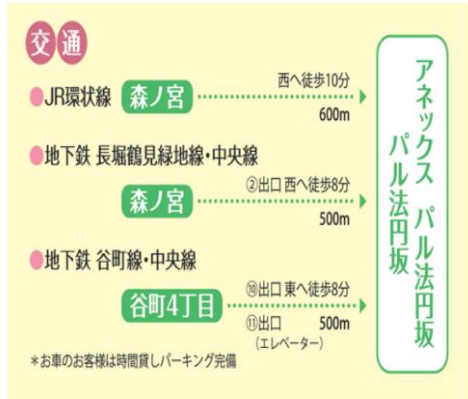 交通
●JR環状線 森ノ宮
西へ徒歩10分
600m
●地下鉄 長堀鶴見緑地線・中央線
森ノ宮
②出口 西へ徒歩8分
500m
●地下鉄 谷町線・中央線
谷町4丁目
⑩出口 東へ徒歩8分
⑪出口 500m
(エレベーター)
*お車のお客様は時間貸しパーキング完備
アネックス パル法円坂
パル法円坂